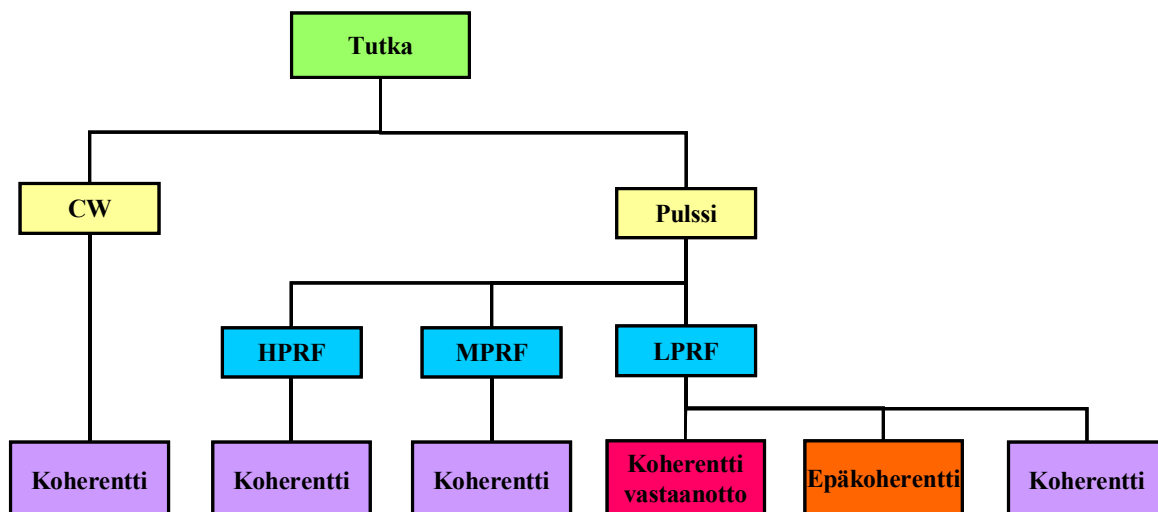 Tutka
CW
Pulssi
HPRF
MPRF
LPRF
Koherentti
Koherentti
Koherentti
Koherentti
vastaanotto
Epäkoherentti
Koherentti